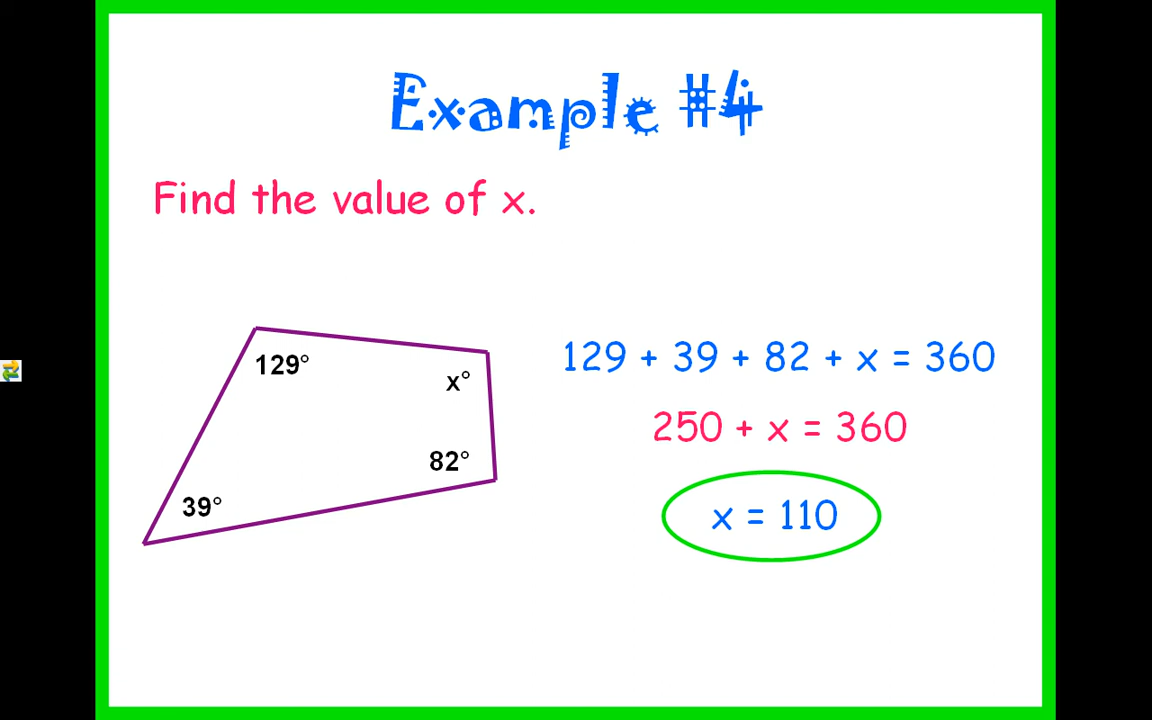 Example #4
Find the value of x.
129°
x°
82°
39°
129 + 39 + 82 + x = 360
250 + x = 360
x = 110